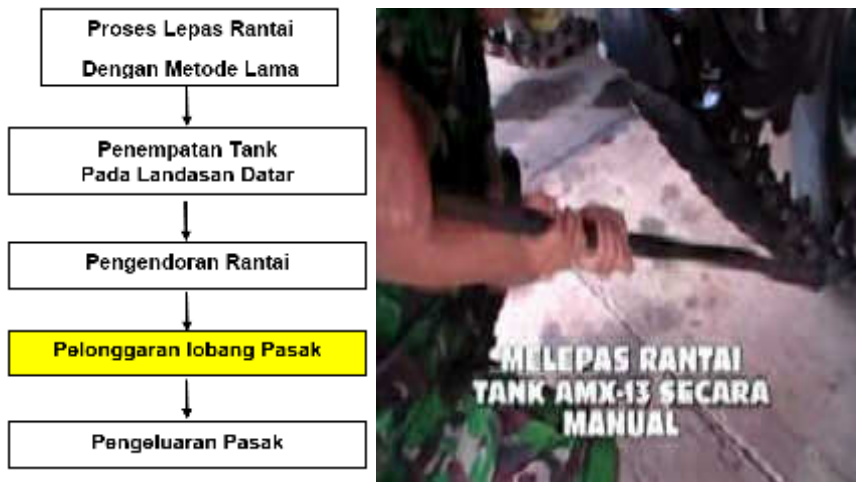 Proses Lepas Rantai
Dengan Metode Lama
Penempatan Tank
Pada Landasan Datar
Pengendoran Rantai
Pelonggaran lobang Pasak
Pengeluaran Pasak
MELEPAS RANTAI
TANK AMX-13 SECARA
MANUAL